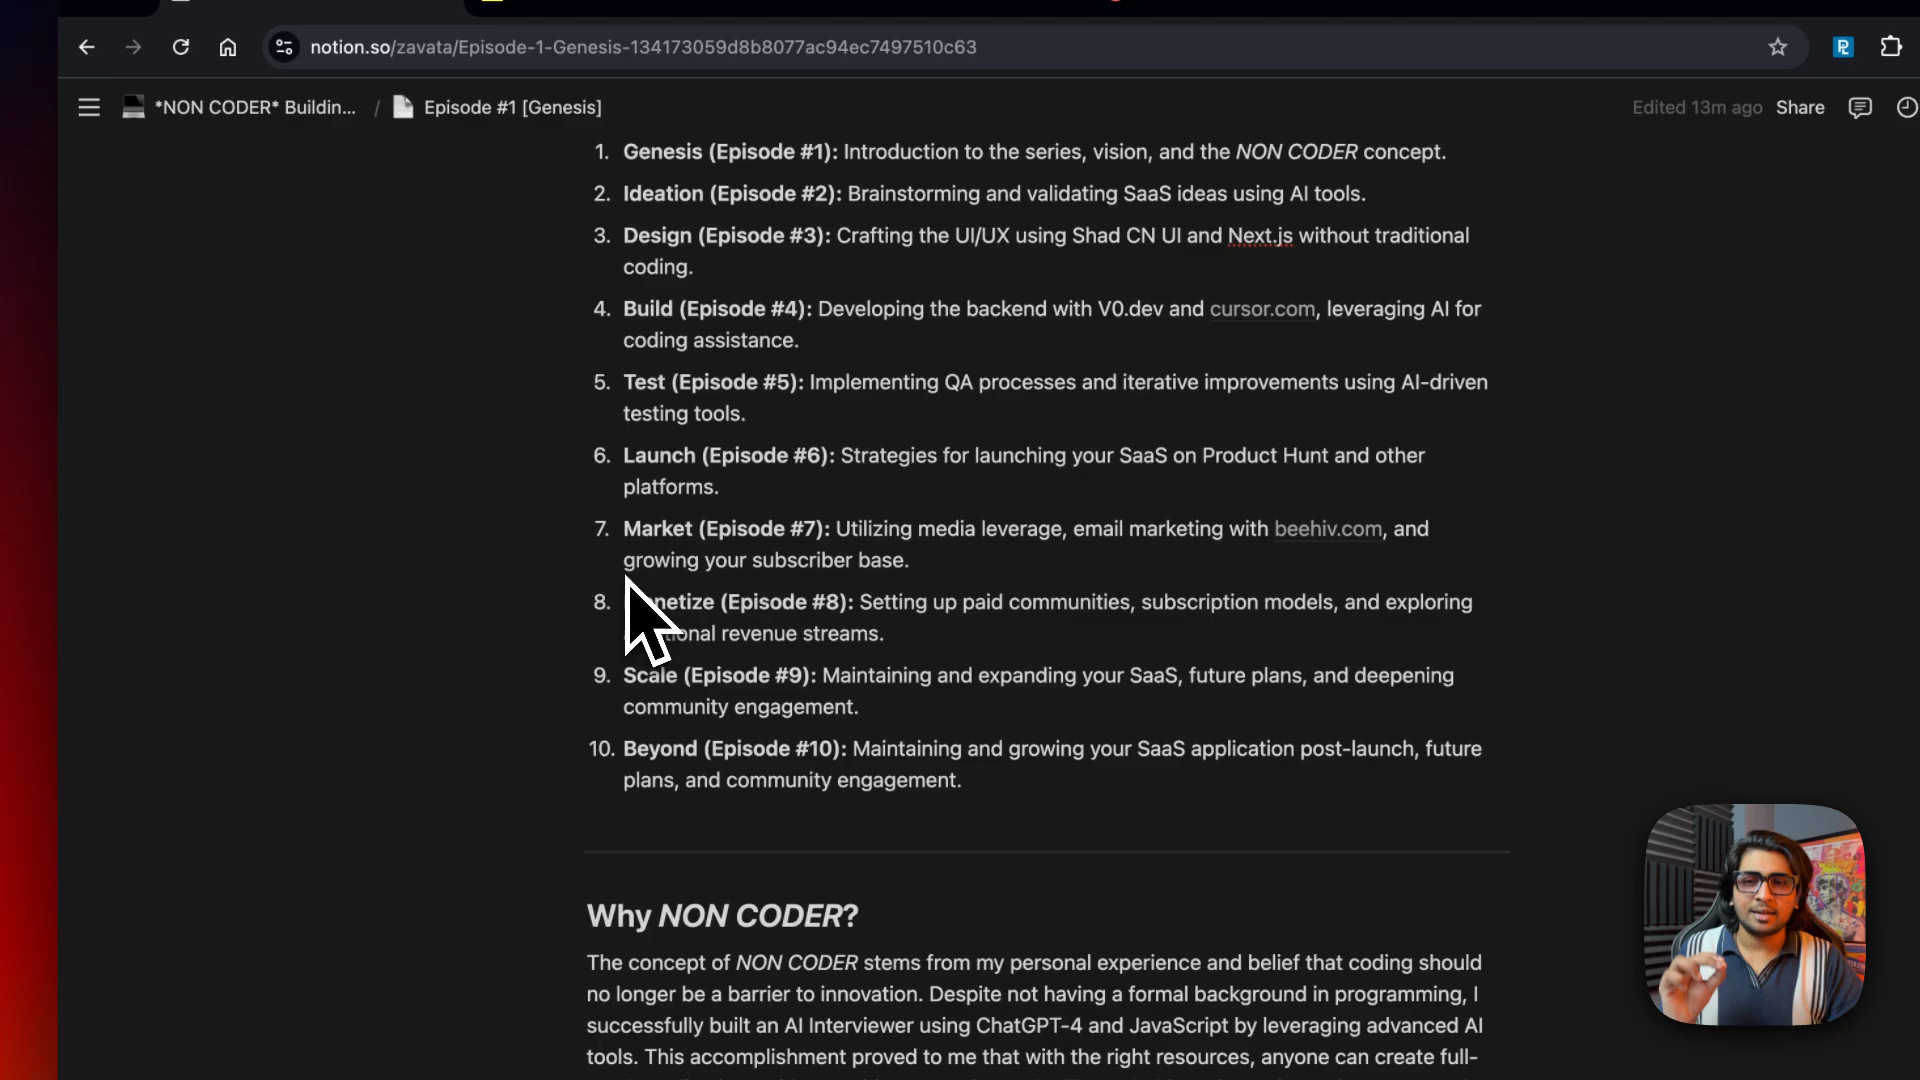 notion.so/zavata/Episode-1-Genesis-134173059d8b8077ac94ec7497510c63
*NON CODER* Buildin... / Episode #1 [Genesis]
Edited 13m ago Share
1. Genesis (Episode #1): Introduction to the series, vision, and the NON CODER concept.
2. Ideation (Episode #2): Brainstorming and validating SaaS ideas using AI tools.
3. Design (Episode #3): Crafting the UI/UX using Shad CN UI and Next.js without traditional
coding.
4. Build (Episode #4): Developing the backend with V0.dev and cursor.com, leveraging AI for
coding assistance.
5. Test (Episode #5): Implementing QA processes and iterative improvements using AI-driven
testing tools.
6. Launch (Episode #6): Strategies for launching your SaaS on Product Hunt and other
platforms.
7. Market (Episode #7): Utilizing media leverage, email marketing with beehiv.com, and
growing your subscriber base.
8. (Episode #8): Setting up paid communities, subscription models, and exploring
revenue streams.
9. Scale (Episode #9): Maintaining and expanding your SaaS, future plans, and deepening
community engagement.
10. Beyond (Episode #10): Maintaining and growing your SaaS application post-launch, future
plans, and community engagement.
Why NON CODER?
The concept of NON CODER stems from my personal experience and belief that coding should
no longer be a barrier to innovation. Despite not having a formal background in programming, I
successfully built an AI Interviewer using ChatGPT-4 and JavaScript by leveraging advanced AI
tools. This accomplishment proved to me that with the right resources, anyone can create full-